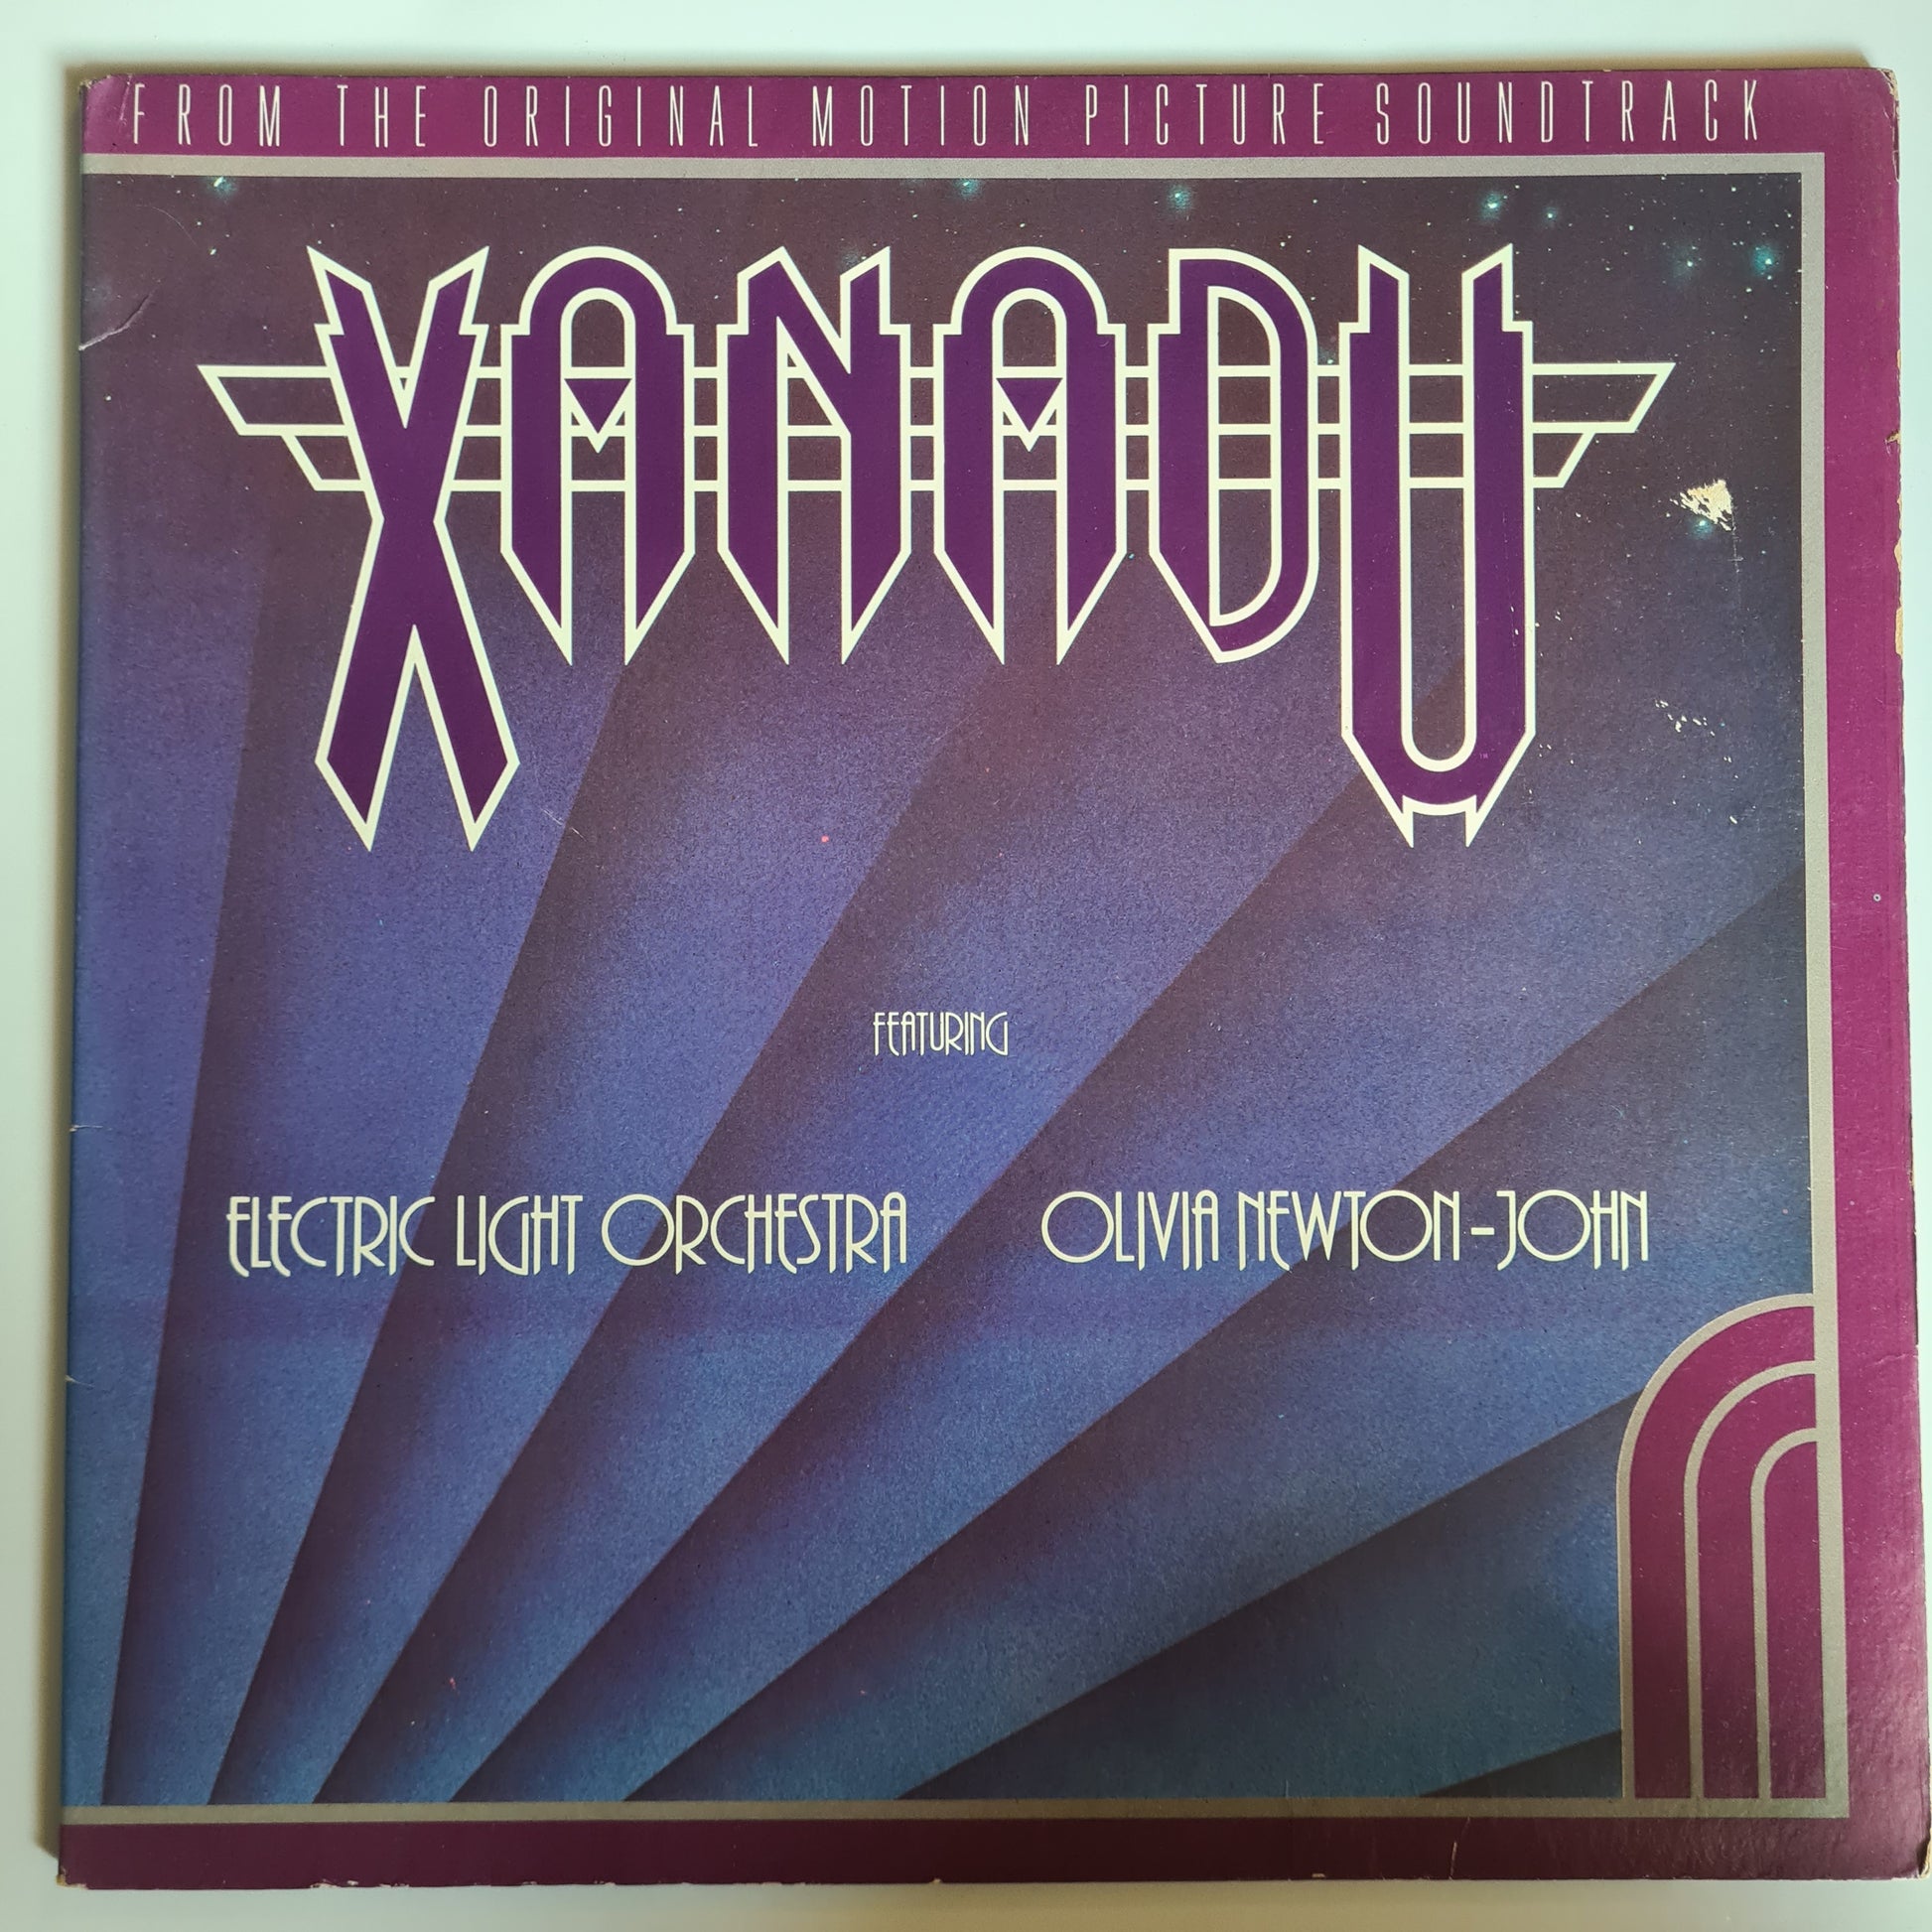 FROM THE ORIGINAL MOTION PICTURE SOUNDTRACK
XANADU
FEATURING
ELECTRIC LIGHT ORCHESTRA OLIVIA NEWTON-JOHN